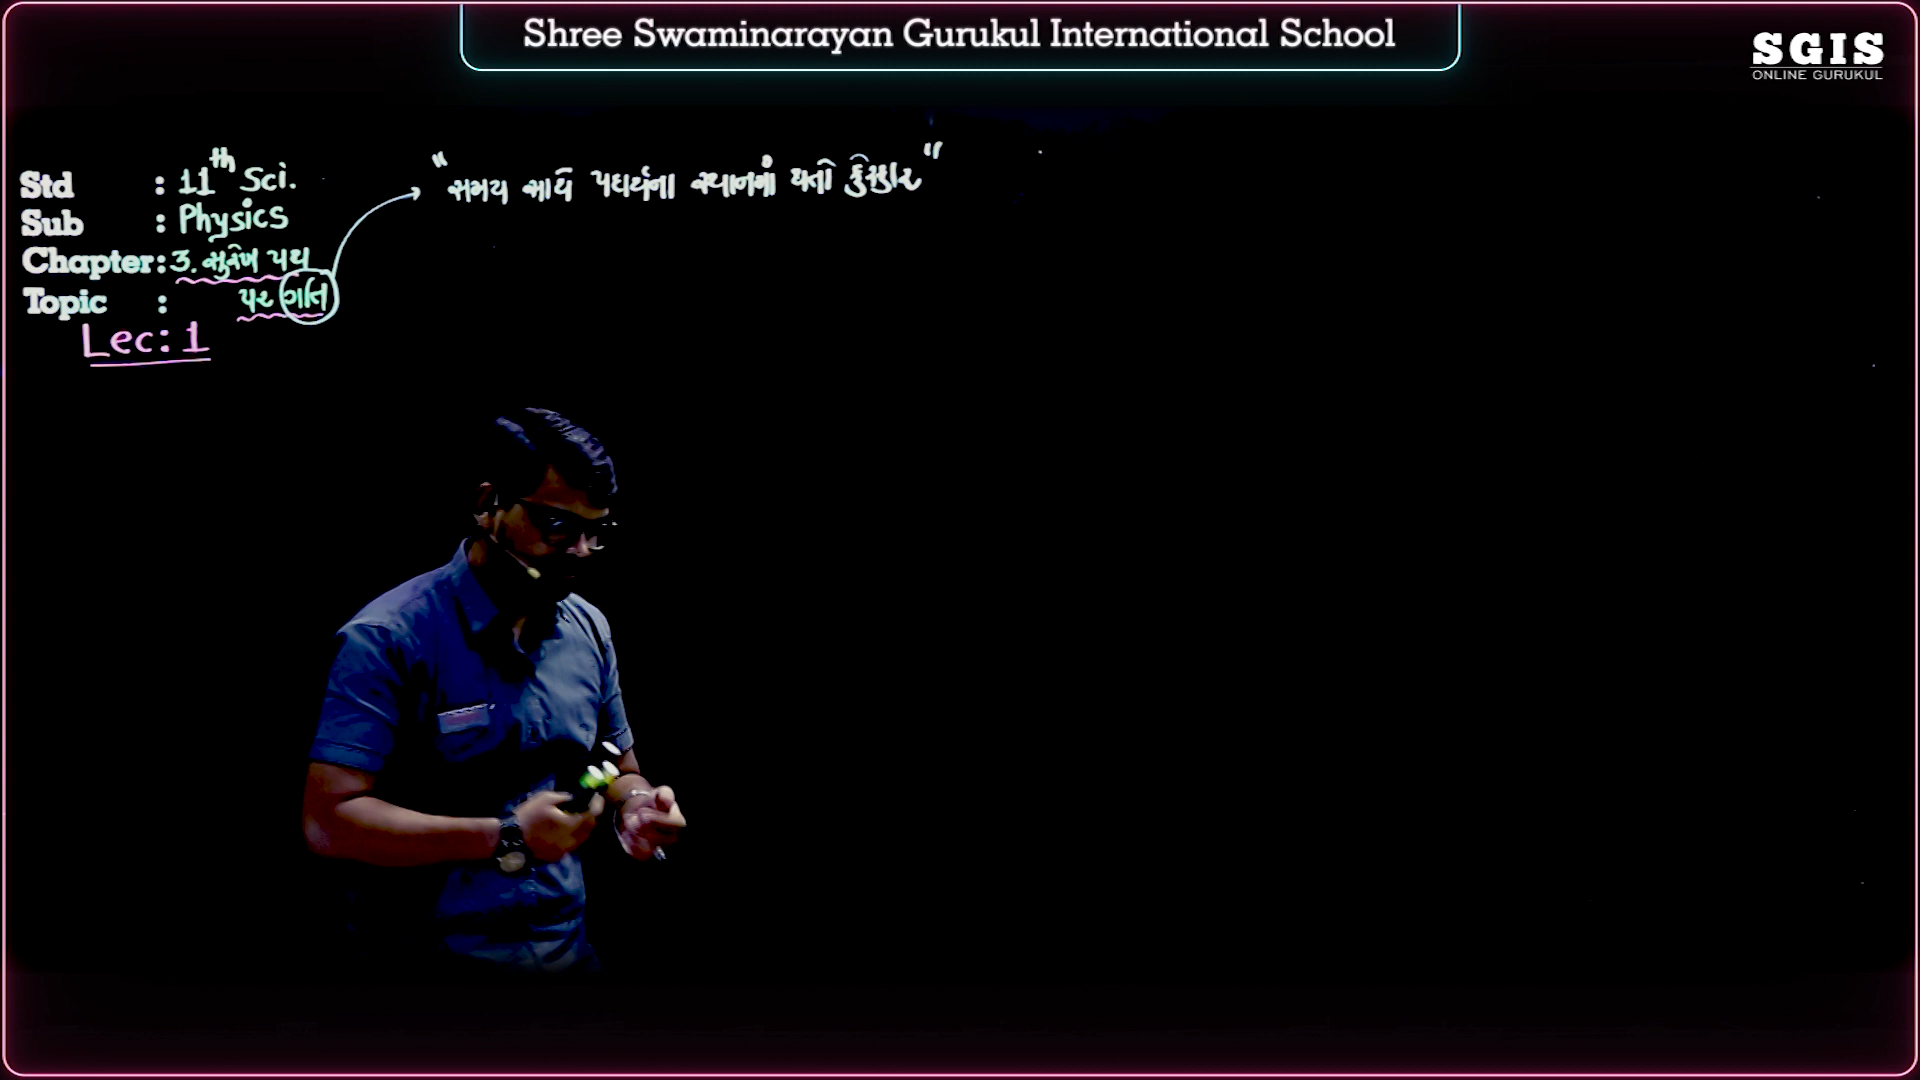 Shree Swaminarayan Gurukul International School
SGIS
ONLINE GURUKUL
Std : 11th Sci.
Sub : Physics
Chapter: 3. સુરેખ પથ
Topic : પર ગતિ
Lec: 1
"સમય સાથે પદાર્થના સ્થાનમાં થતો ફેરફાર"